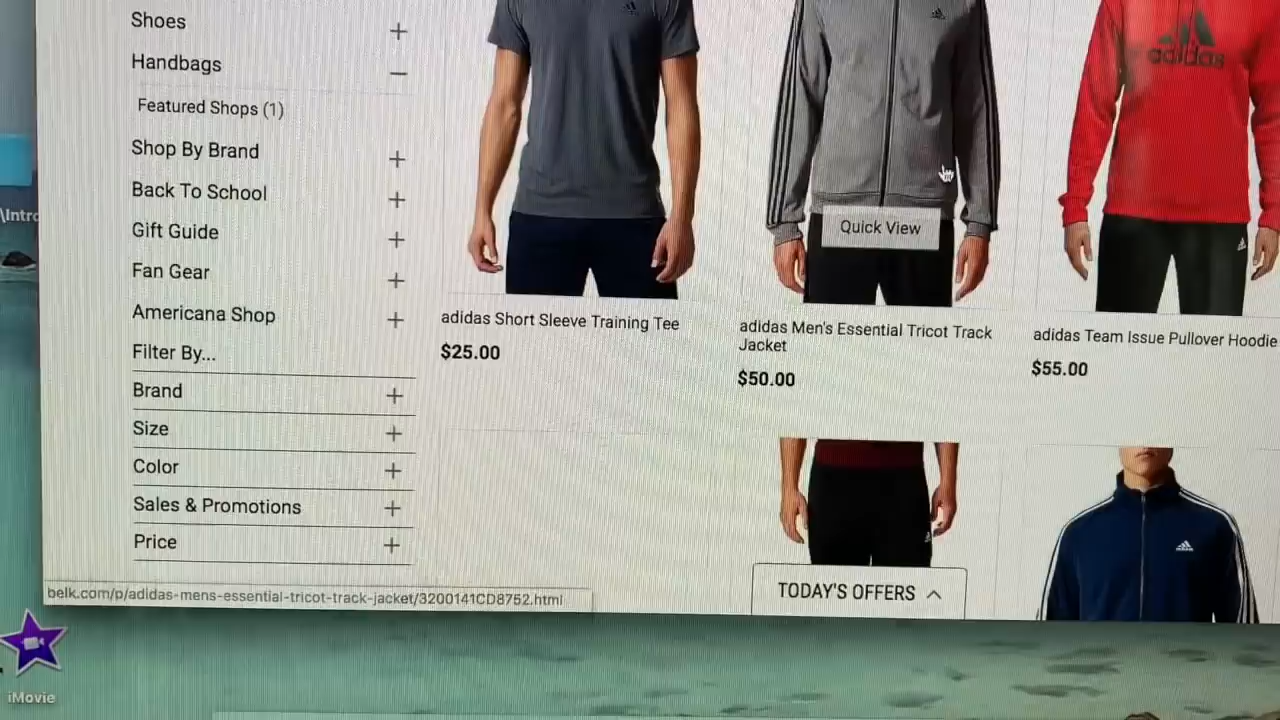 Shoes
Handbags
Featured Shops (1)
Shop By Brand
Back To School
Gift Guide
Fan Gear
Americana Shop
Filter By...
Brand
Size
Color
Sales & Promotions
Price
adidas
Quick View
adidas Short Sleeve Training Tee
$25.00
adidas Men's Essential Tricot Track
Jacket
$50.00
adidas Team Issue Pullover Hoodie
$55.00
TODAY'S OFFERS
belk.com/p/adidas-mens-essential-tricot-track-jacket/3200141CD8752.html
\Intro
iMovie